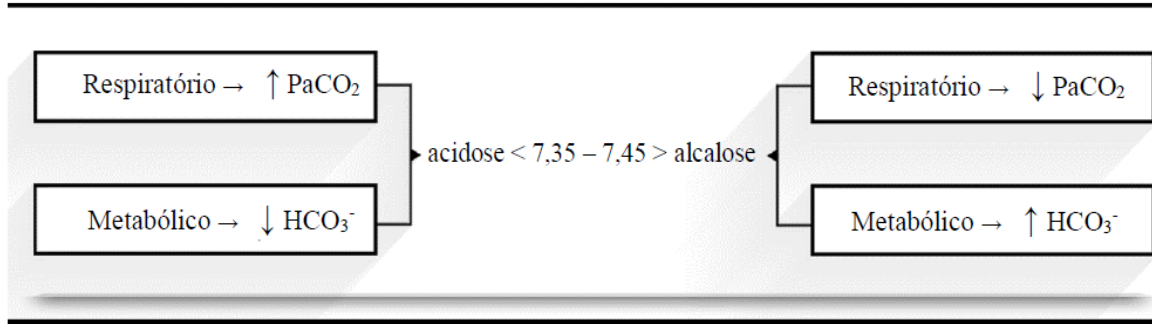 Respiratório → ↑ PaCO₂
Metabólico → ↓ HCO₃⁻
acidose < 7,35 – 7,45 > alcalose
Respiratório → ↓ PaCO₂
Metabólico → ↑ HCO₃⁻